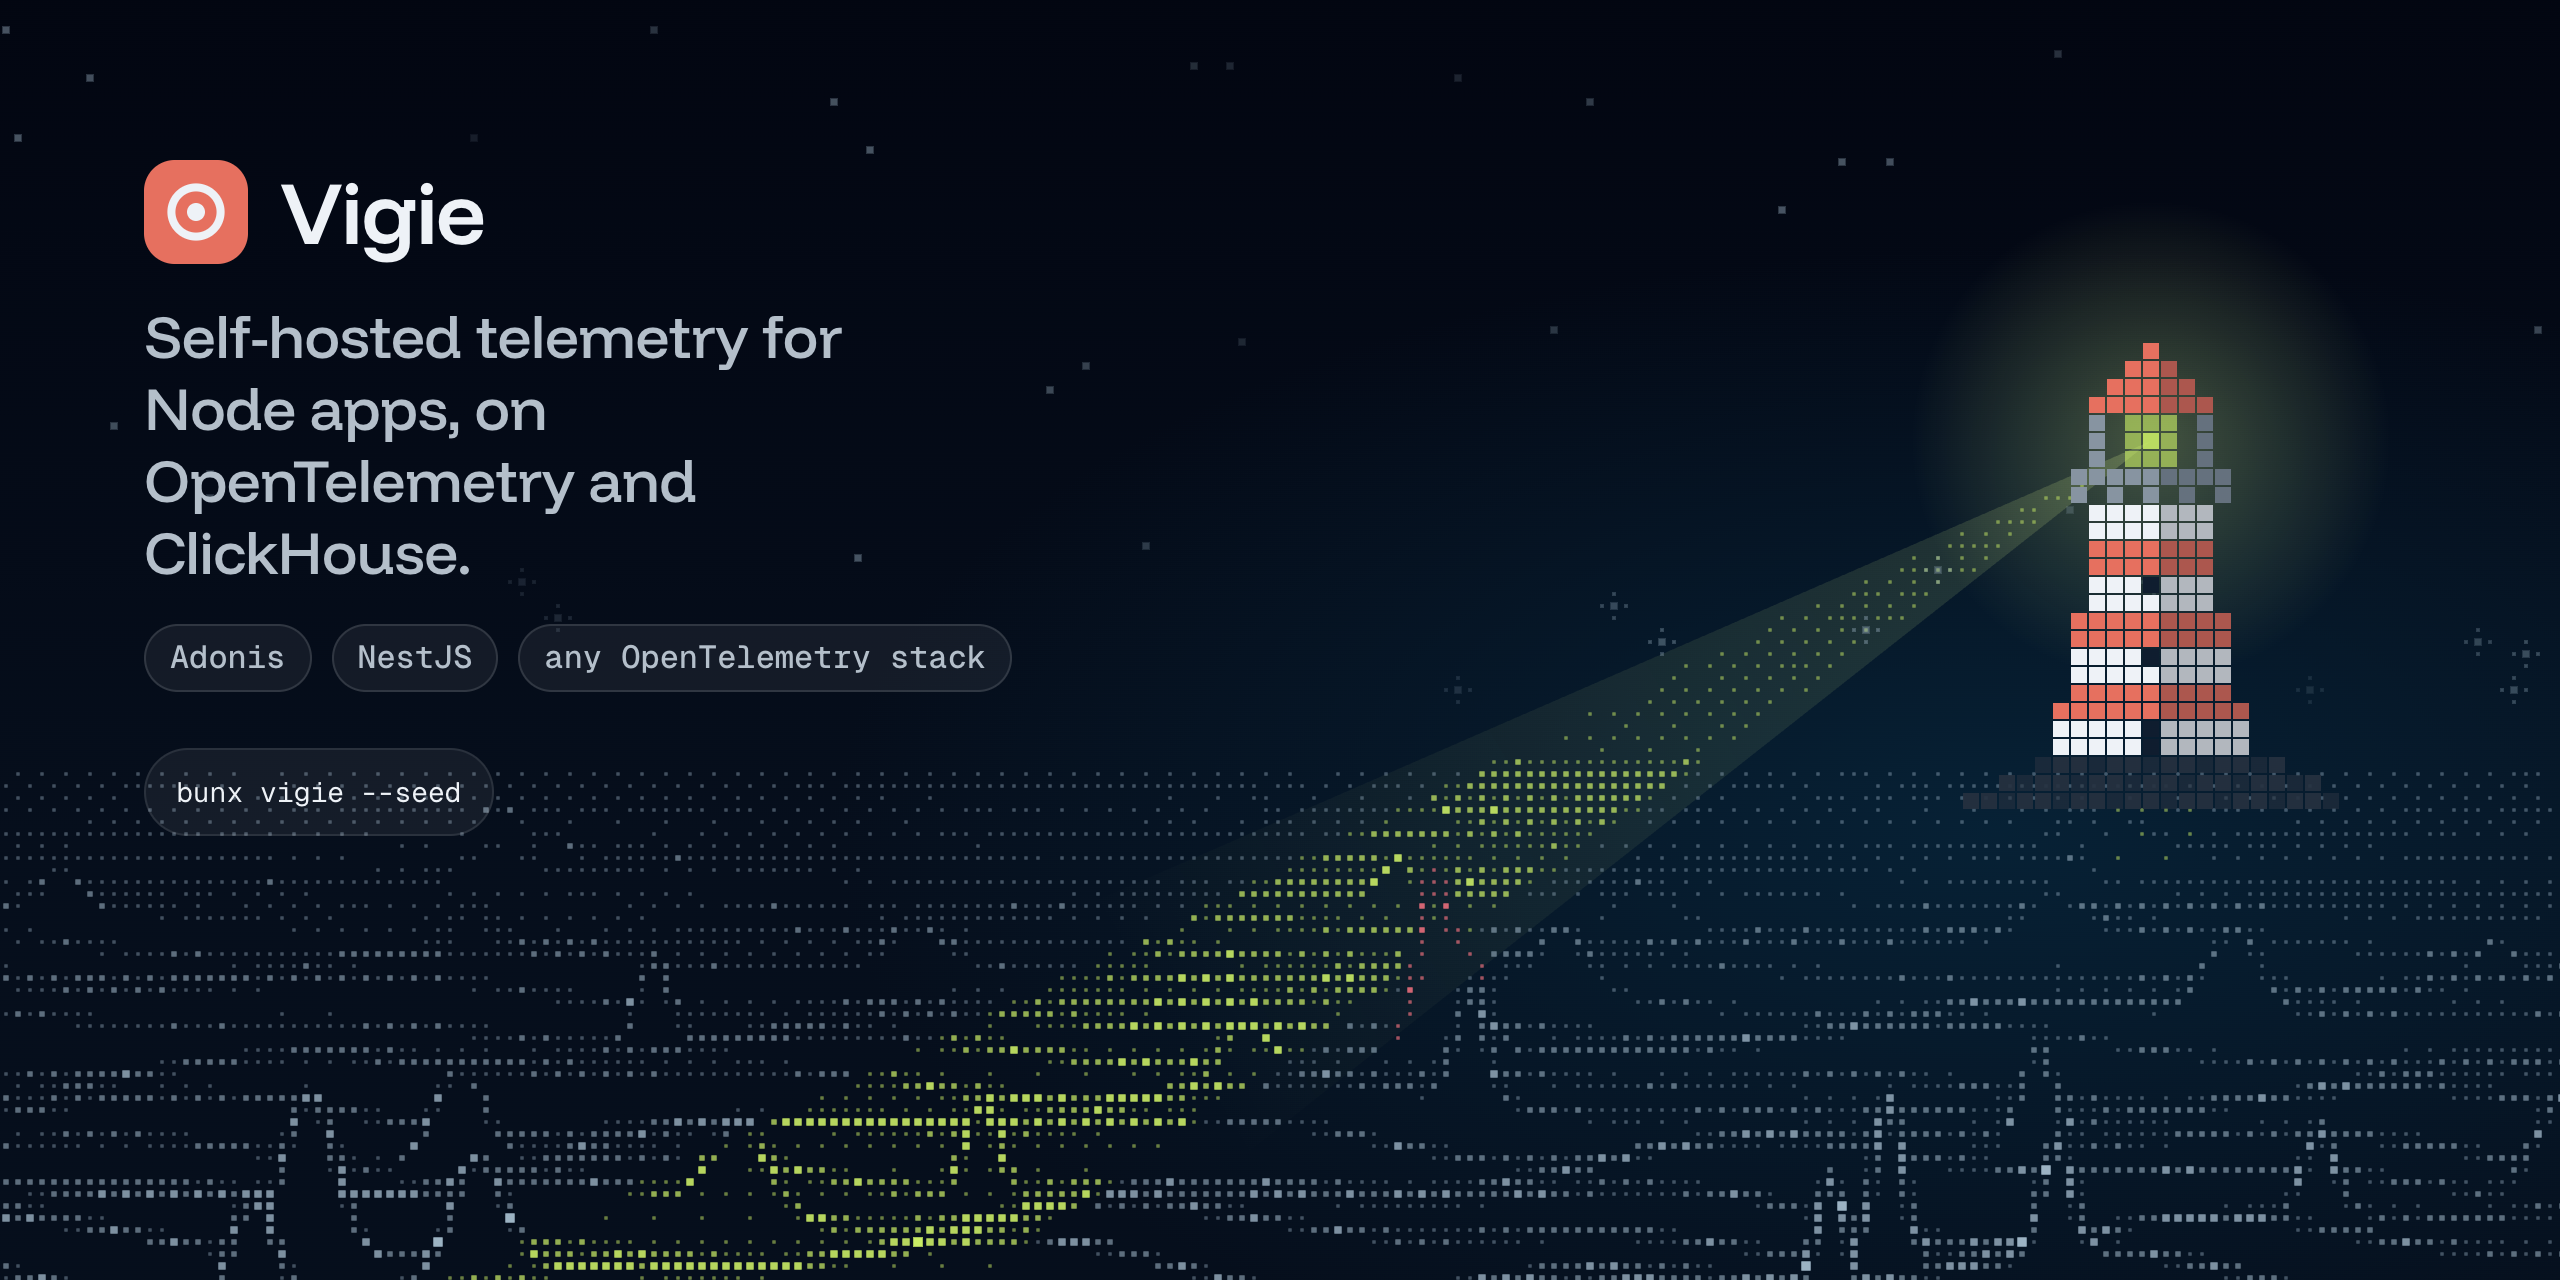 Vigie
Self-hosted telemetry for
Node apps, on
OpenTelemetry and
ClickHouse.
Adonis
NestJS
any OpenTelemetry stack
bunx vigie --seed